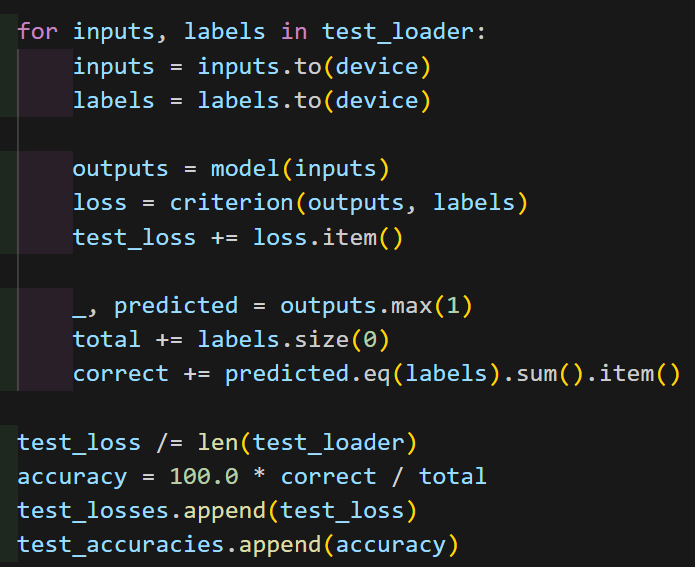 for inputs, labels in test_loader:
    inputs = inputs.to(device)
    labels = labels.to(device)

    outputs = model(inputs)
    loss = criterion(outputs, labels)
    test_loss += loss.item()

    _, predicted = outputs.max(1)
    total += labels.size(0)
    correct += predicted.eq(labels).sum().item()

test_loss /= len(test_loader)
accuracy = 100.0 * correct / total
test_losses.append(test_loss)
test_accuracies.append(accuracy)